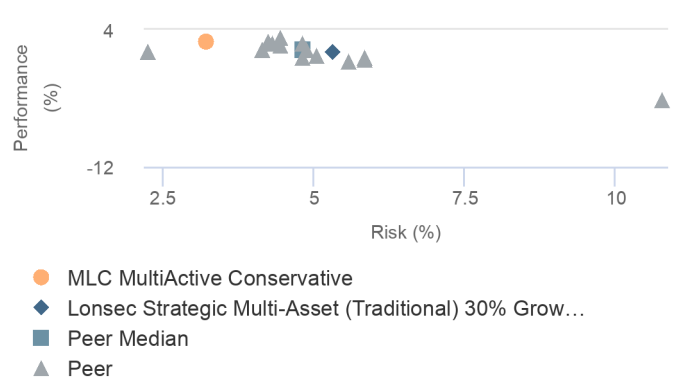 4
Performance
(%)
-12
2.5 5 7.5 10
Risk (%)
MLC MultiActive Conservative
Lonsec Strategic Multi-Asset (Traditional) 30% Grow…
Peer Median
Peer